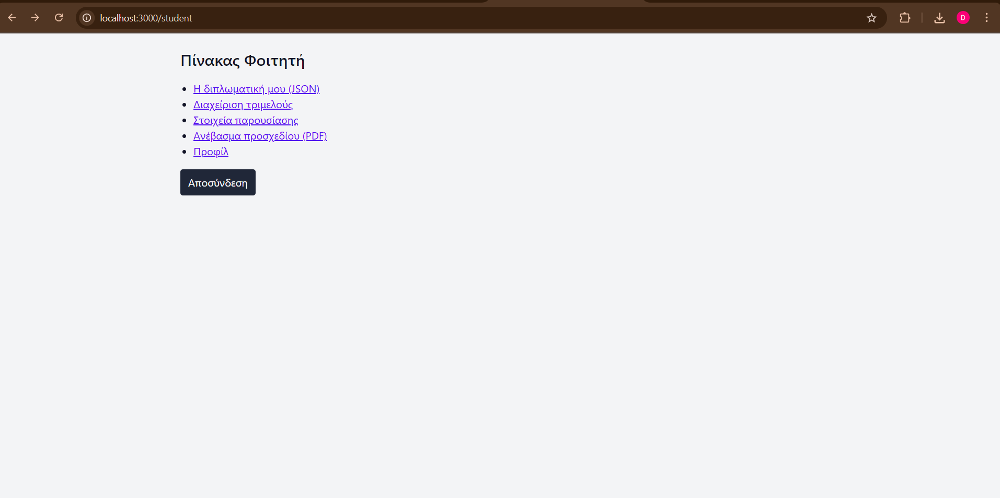 localhost:3000/student
D
Πίνακας Φοιτητή
Η διπλωματική μου (JSON)
Διαχείριση τριμελούς
Στοιχεία παρουσίασης
Ανέβασμα προσχεδίου (PDF)
Προφίλ
Αποσύνδεση